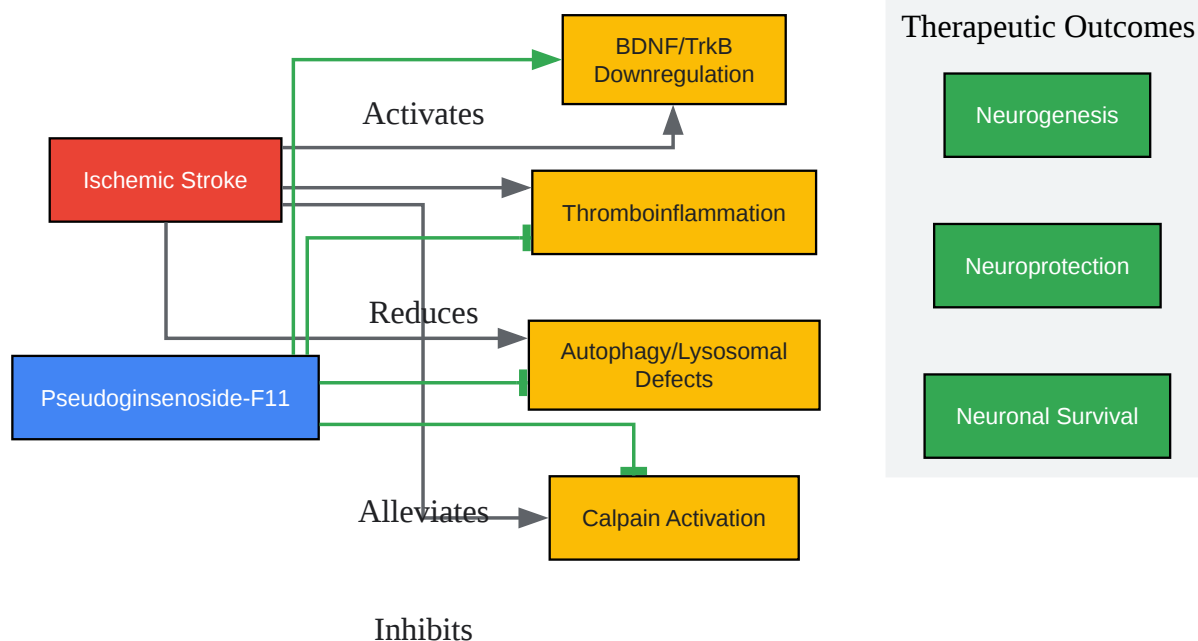 Therapeutic Outcomes
BDNF/TrkB
Downregulation
Activates
Neurogenesis
Ischemic Stroke
Thromboinflammation
Neuroprotection
Reduces
Autophagy/Lysosomal
Defects
Pseudoginsenoside-F11
Neuronal Survival
Alleviates
Calpain Activation
Inhibits